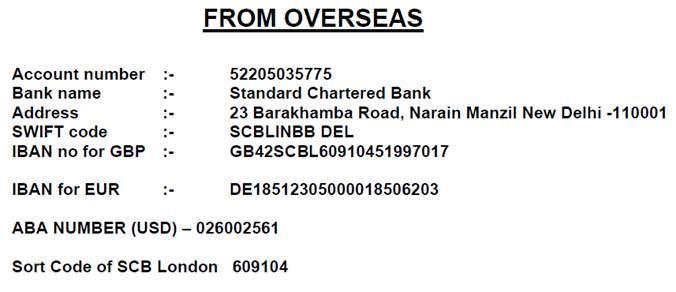 FROM OVERSEAS
Account number :- 52205035775
Bank name :- Standard Chartered Bank
Address :- 23 Barakhamba Road, Narain Manzil New Delhi -110001
SWIFT code :- SCBLINBB DEL
IBAN no for GBP :- GB42SCBL60910451997017
IBAN for EUR :- DE18512305000018506203
ABA NUMBER (USD) – 026002561
Sort Code of SCB London 609104